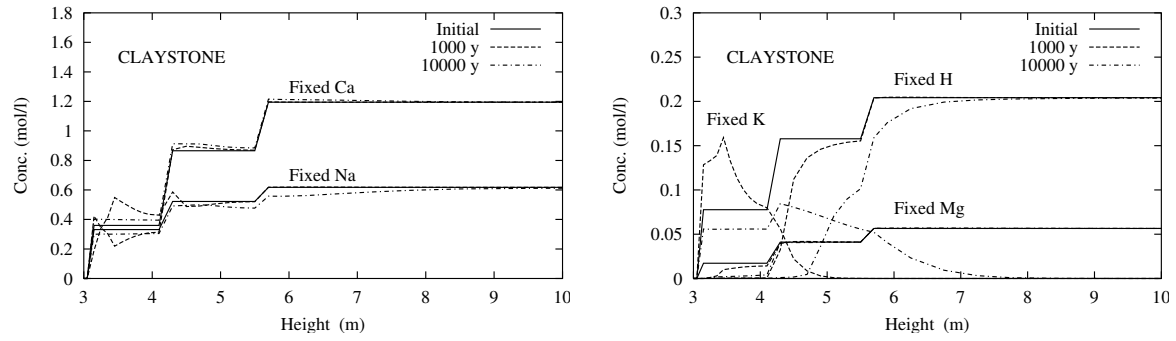 1.8
1.6
1.4
1.2
1
0.8
0.6
0.4
0.2
0
3 4 5 6 7 8 9 10
Height (m)
Conc. (mol/l)
CLAYSTONE
Initial
1000 y
10000 y
Fixed Ca
Fixed Na
0.3
0.25
0.2
0.15
0.1
0.05
0
3 4 5 6 7 8 9 10
Height (m)
Conc. (mol/l)
CLAYSTONE
Initial
1000 y
10000 y
Fixed H
Fixed K
Fixed Mg